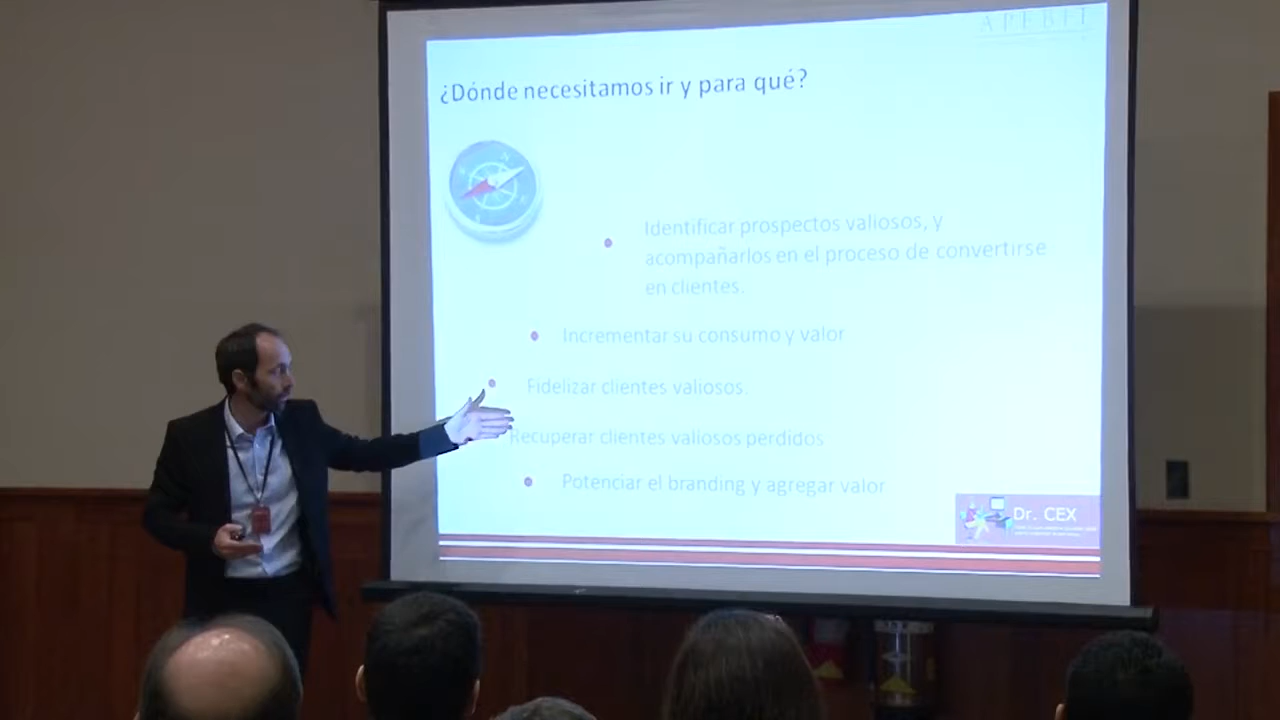 APEBIT
¿Dónde necesitamos ir y para qué?
Identificar prospectos valiosos, y
acompañarlos en el proceso de convertirse
en clientes.
Incrementar su consumo y valor
Fidelizar clientes valiosos.
Recuperar clientes valiosos perdidos
Potenciar el branding y agregar valor
Dr. CEX